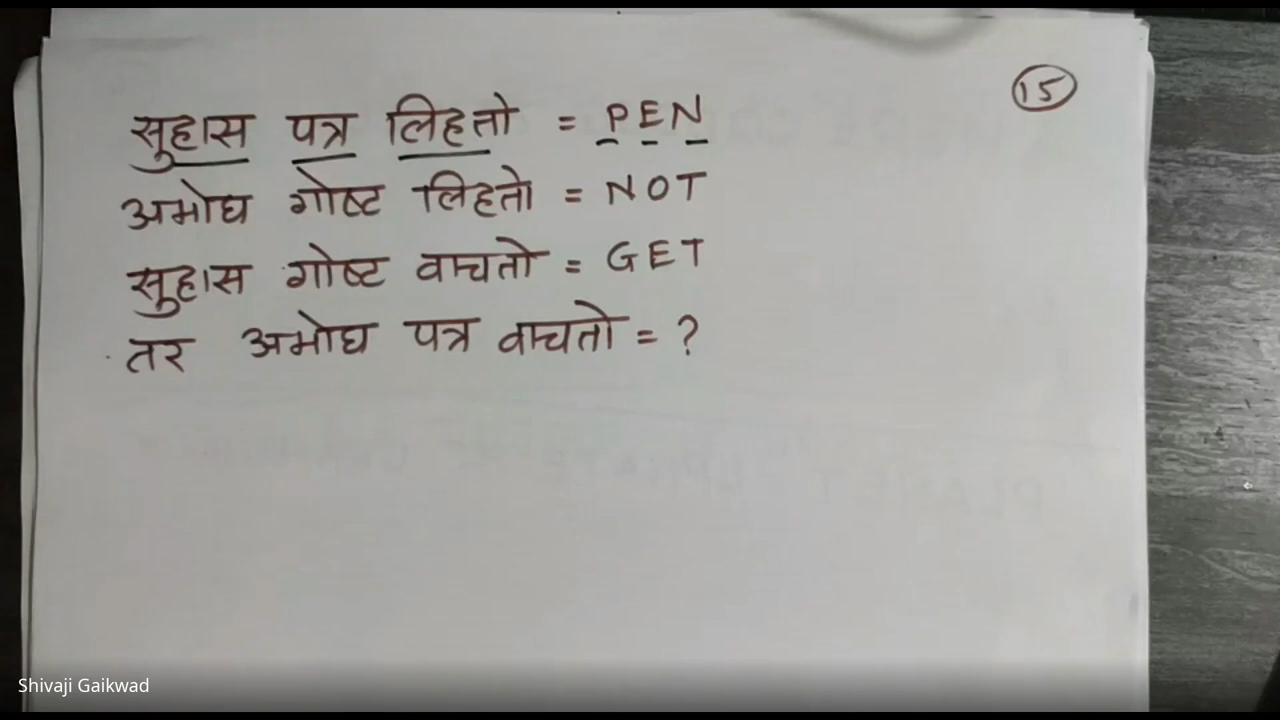 15
सुहास पत्र लिहतो = PEN
अमोघ गोष्ट लिहतो = NOT
सुहास गोष्ट वाचतो = GET
तर अमोघ पत्र वाचतो = ?
Shivaji Gaikwad